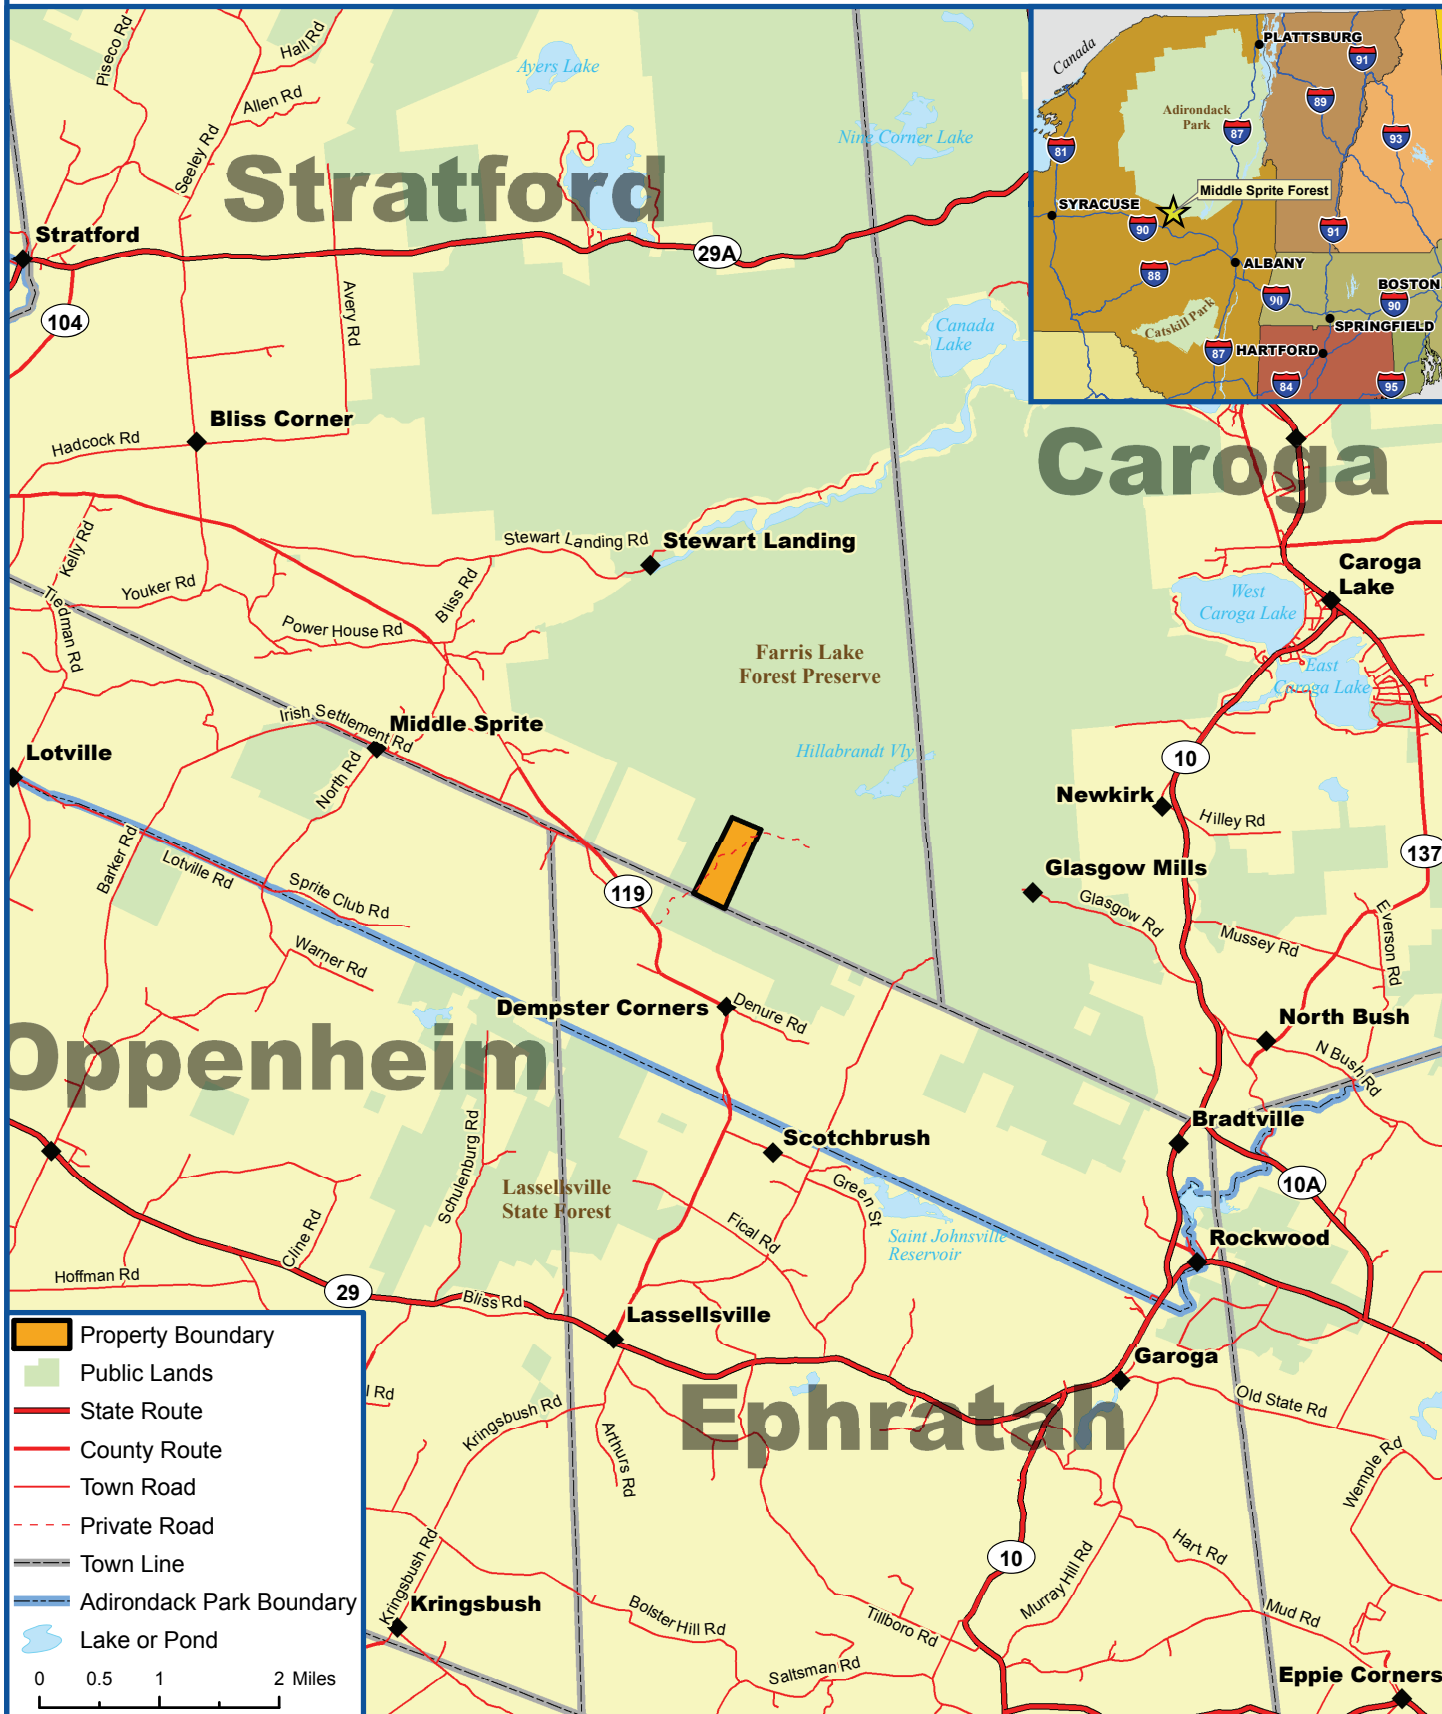 Piseco Rd
Hall Rd
Allen Rd
Seeley Rd
Ayers Lake
Nine Corner Lake
Stratford
Stratford
29A
104
Avery Rd
Canada
Lake
Canada
PLATTSBURG
91
89
Adirondack
Park
87
93
81
Middle Sprite Forest
SYRACUSE
90
91
ALBANY
88
90
BOSTON
90
Catskill Park
SPRINGFIELD
87
HARTFORD
84
95
Bliss Corner
Hadcock Rd
Caroga
Kelly Rd
Stewart Landing Rd
Stewart Landing
Youker Rd
Bliss Rd
Tiedman Rd
Power House Rd
Caroga
Lake
West
Caroga Lake
East
Caroga Lake
Farris Lake
Forest Preserve
Irish Settlement Rd
Middle Sprite
Lotville
North Rd
Hillabrandt Vly
10
Newkirk
Hilley Rd
137
Barker Rd
Lotville Rd
Sprite Club Rd
119
Glasgow Mills
Glasgow Rd
Mussey Rd
Everson Rd
Warner Rd
Dempster Corners
Denure Rd
North Bush
N Bush Rd
Oppenheim
Bradtville
Scotchbrush
Schulenburg Rd
Lassellsville
State Forest
Green St
10A
Fical Rd
Saint Johnsville
Reservoir
Rockwood
Cline Rd
Hoffman Rd
29
Bliss Rd
Lassellsville
Garoga
Ephratah
Old State Rd
l Rd
Kringsbush Rd
Arthurs Rd
Wemple Rd
10
Hart Rd
Murray Hill Rd
Kringsbush Rd
Kringsbush
Bolster Hill Rd
Tillboro Rd
Mud Rd
Saltsman Rd
Eppie Corners
Property Boundary
Public Lands
State Route
County Route
Town Road
Private Road
Town Line
Adirondack Park Boundary
Lake or Pond
0 0.5 1 2 Miles